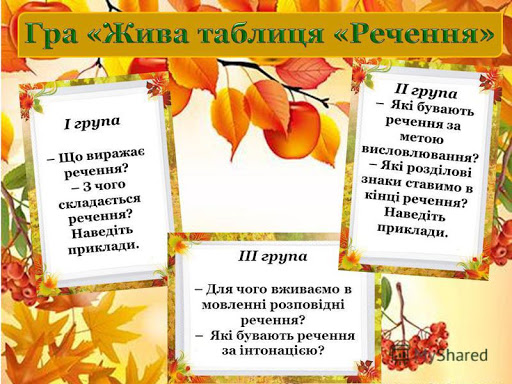 Гра «Жива таблиця «Речення»
І група
– Що виражає
речення?
– З чого
складається
речення?
Наведіть
приклади.
ІІ група
– Які бувають
речення за
метою
висловлювання?
– Які розділові
знаки ставимо в
кінці речення?
Наведіть
приклади.
ІІІ група
– Для чого вживаємо в
мовленні розповідні
речення?
– Які бувають речення
за інтонацією?
MyShared